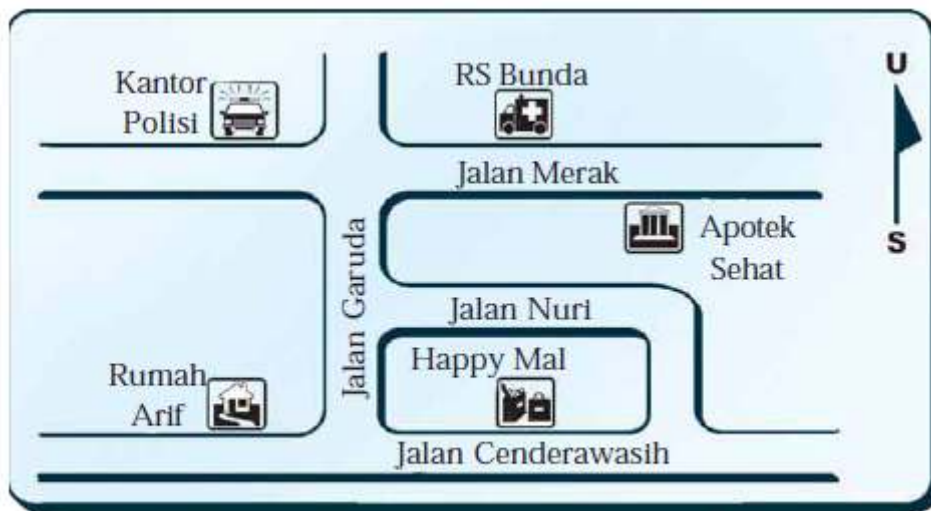 Kantor
Polisi
RS Bunda
U
Jalan Merak
Apotek
Sehat
S
Jalan Garuda
Jalan Nuri
Happy Mal
Rumah
Arif
Jalan Cenderawasih